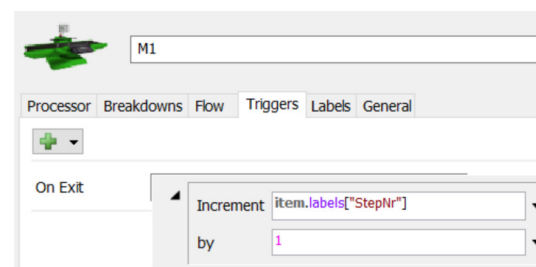 M1
Processor Breakdowns Flow Triggers Labels General
On Exit
Increment item.labels["StepNr"]
by 1